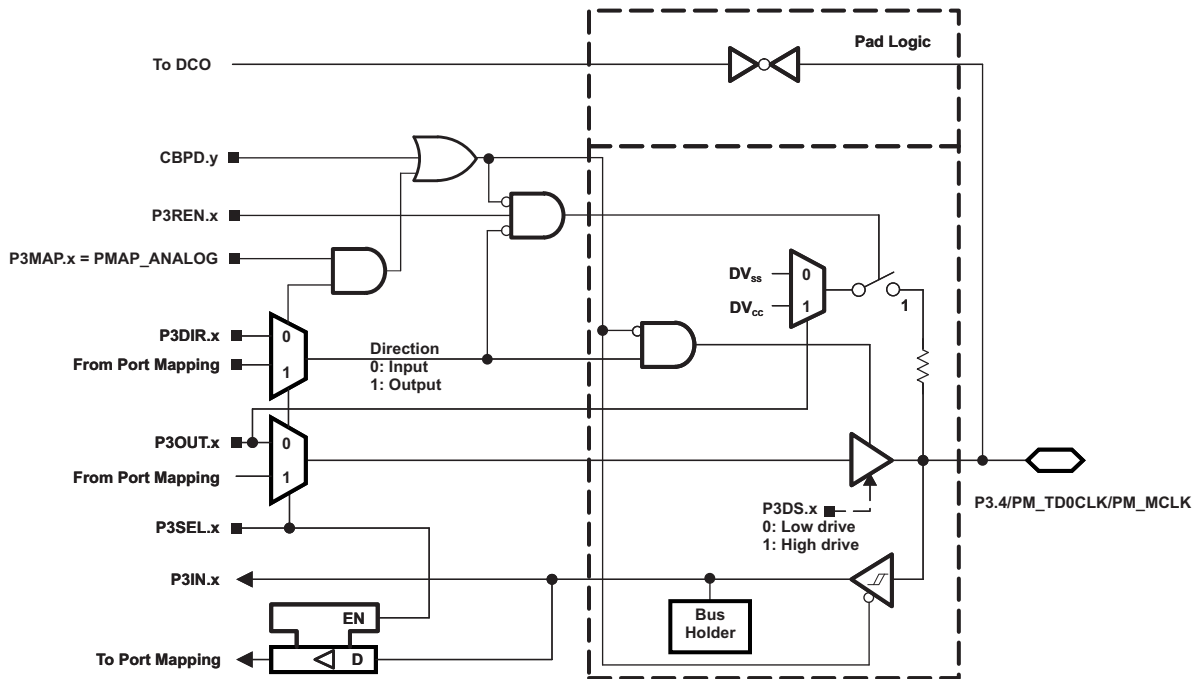 Pad Logic
To DCO
CBPD.y
P3REN.x
P3MAP.x = PMAP_ANALOG
DVss
0
DVcc
1
1
P3DIR.x
0
From Port Mapping
1
Direction
0: Input
1: Output
P3OUT.x
0
From Port Mapping
1
P3SEL.x
P3DS.x
0: Low drive
1: High drive
P3.4/PM_TD0CLK/PM_MCLK
P3IN.x
Bus
Holder
EN
To Port Mapping
D